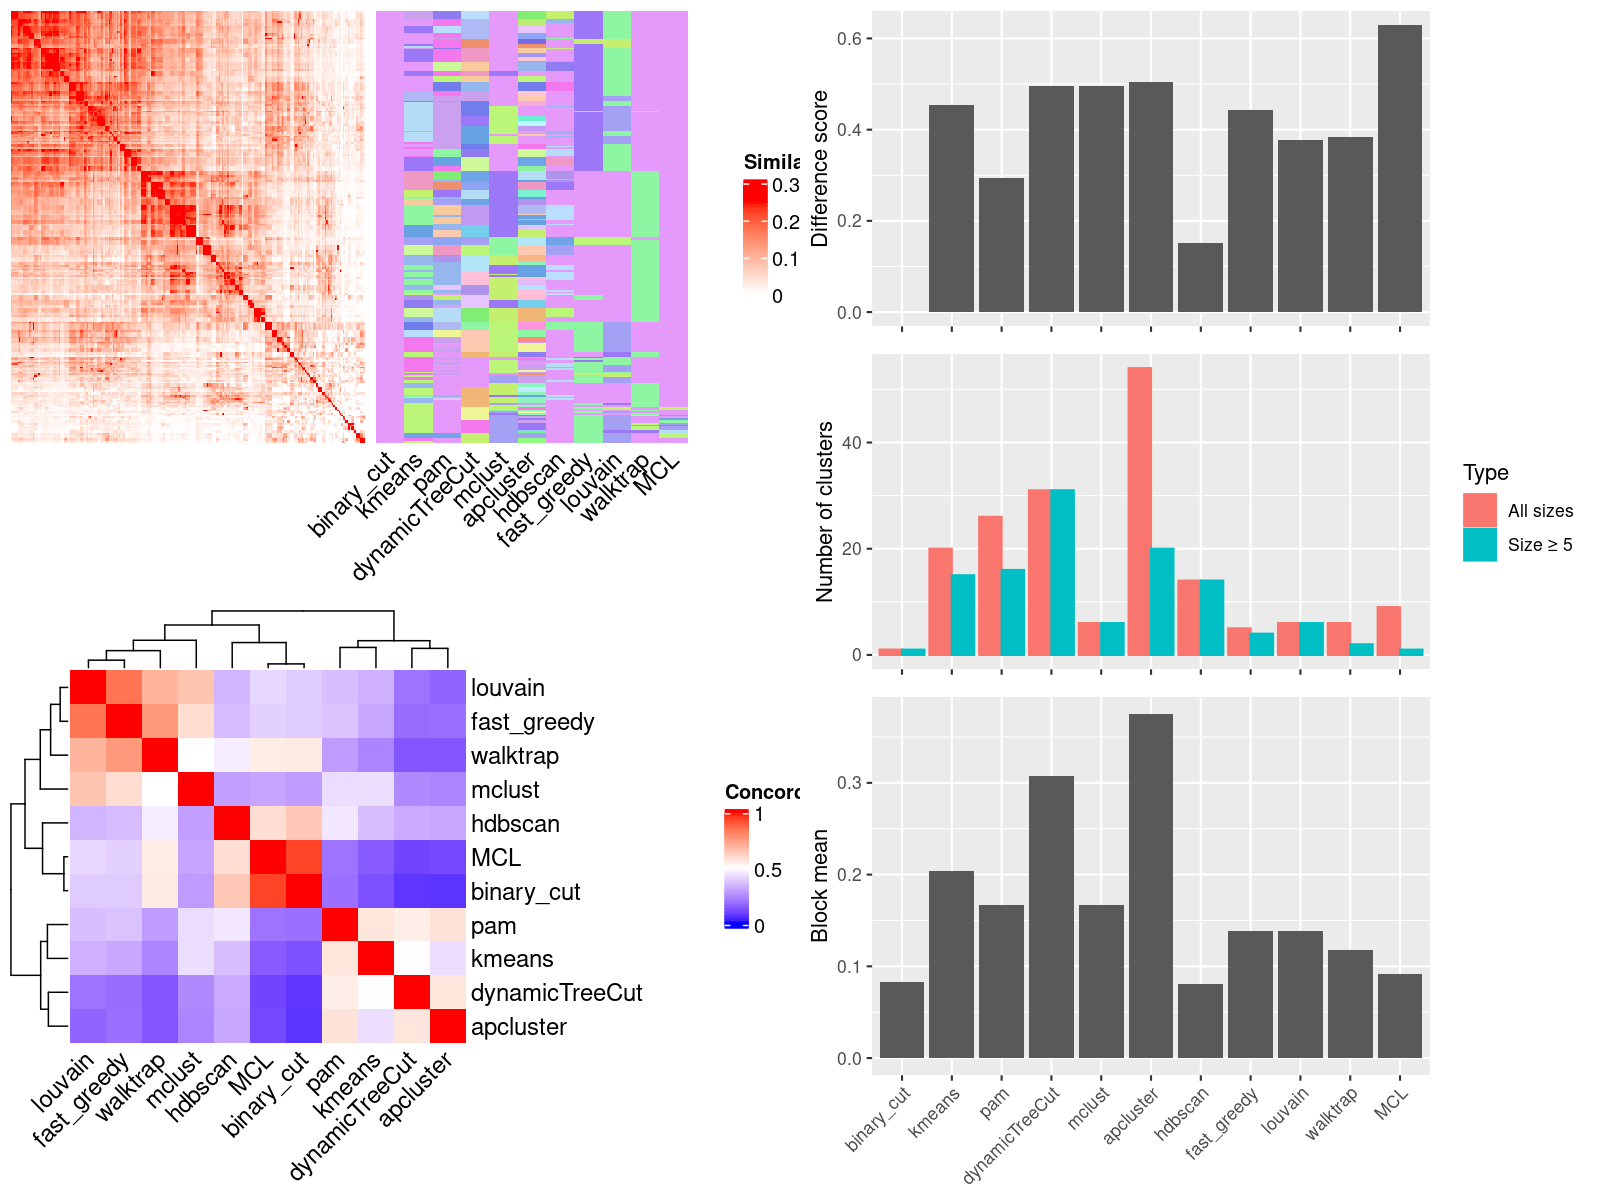 Simila
0.3
0.2
0.1
0
binary_cut
kmeans
pam
dynamicTreeCut
mclust
apcluster
hdbscan
fast_greedy
louvain
walktrap
MCL
louvain
fast_greedy
walktrap
mclust
hdbscan
MCL
binary_cut
pam
kmeans
dynamicTreeCut
apcluster
louvain
fast_greedy
walktrap
mclust
hdbscan
MCL
binary_cut
pam
kmeans
dynamicTreeCut
apcluster
Concord
1
0.5
0
Difference score
0.6
0.4
0.2
0.0
Number of clusters
40
20
0
Type
All sizes
Size ≥ 5
Block mean
0.3
0.2
0.1
0.0
binary_cut
kmeans
pam
dynamicTreeCut
mclust
apcluster
hdbscan
fast_greedy
louvain
walktrap
MCL